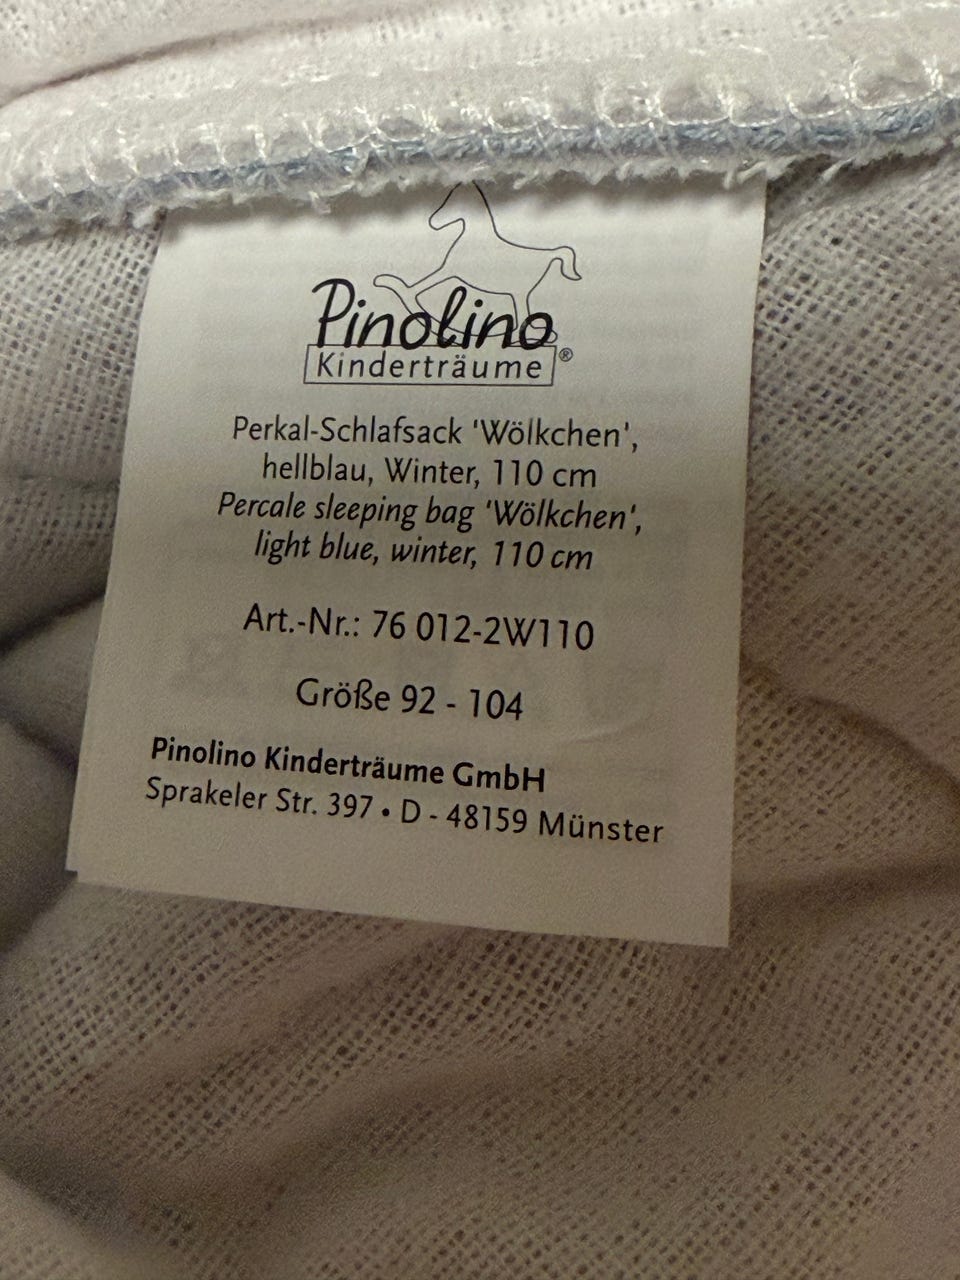 Pinolino
Kinderträume®
Perkal-Schlafsack 'Wölkchen',
hellblau, Winter, 110 cm
Percale sleeping bag 'Wölkchen',
light blue, winter, 110 cm
Art.-Nr.: 76 012-2W110
Größe 92 - 104
Pinolino Kinderträume GmbH
Sprakeler Str. 397 • D - 48159 Münster